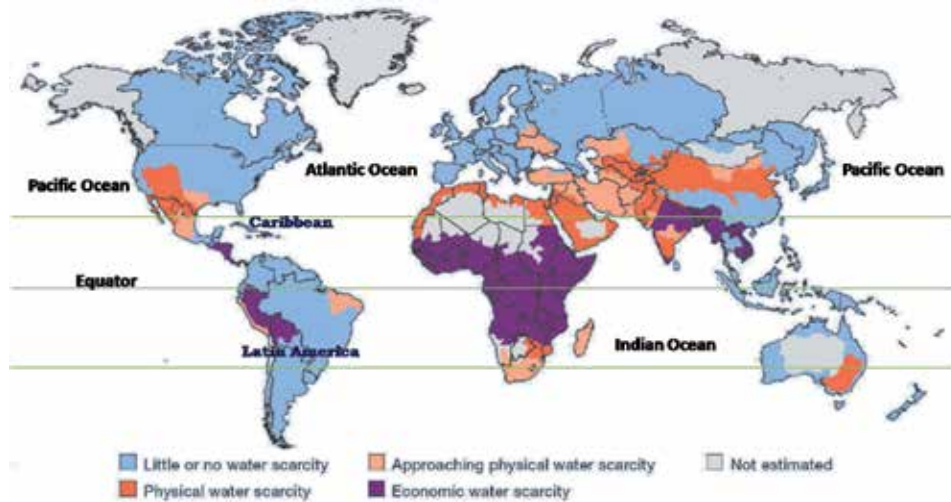 Atlantic Ocean
Pacific Ocean
Pacific Ocean
Caribbean
Equator
Indian Ocean
Latin America
Little or no water scarcity
Approaching physical water scarcity
Not estimated
Physical water scarcity
Economic water scarcity